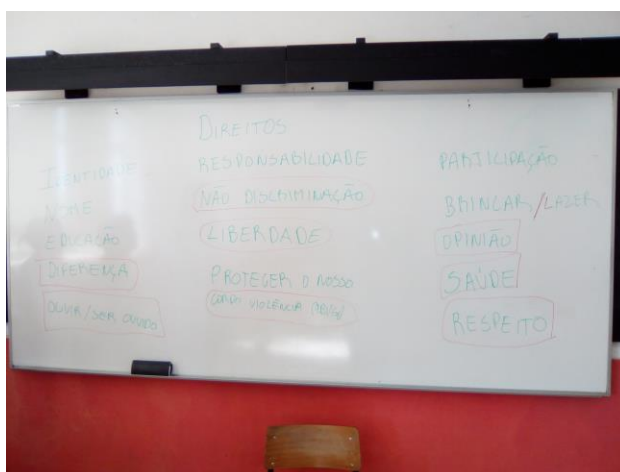 DIREITOS
IDENTIDADE
NOME
EDUCAÇÃO
DIFERENÇA
OUVIR/SER OUVIDO
RESPONSABILIDADE
NÃO DISCRIMINAÇÃO
LIBERDADE
PROTEGER O NOSSO
CORPO VIOLÊNCIA
PARTICIPAÇÃO
BRINCAR/LAZER
OPINIÃO
SAÚDE
RESPEITO